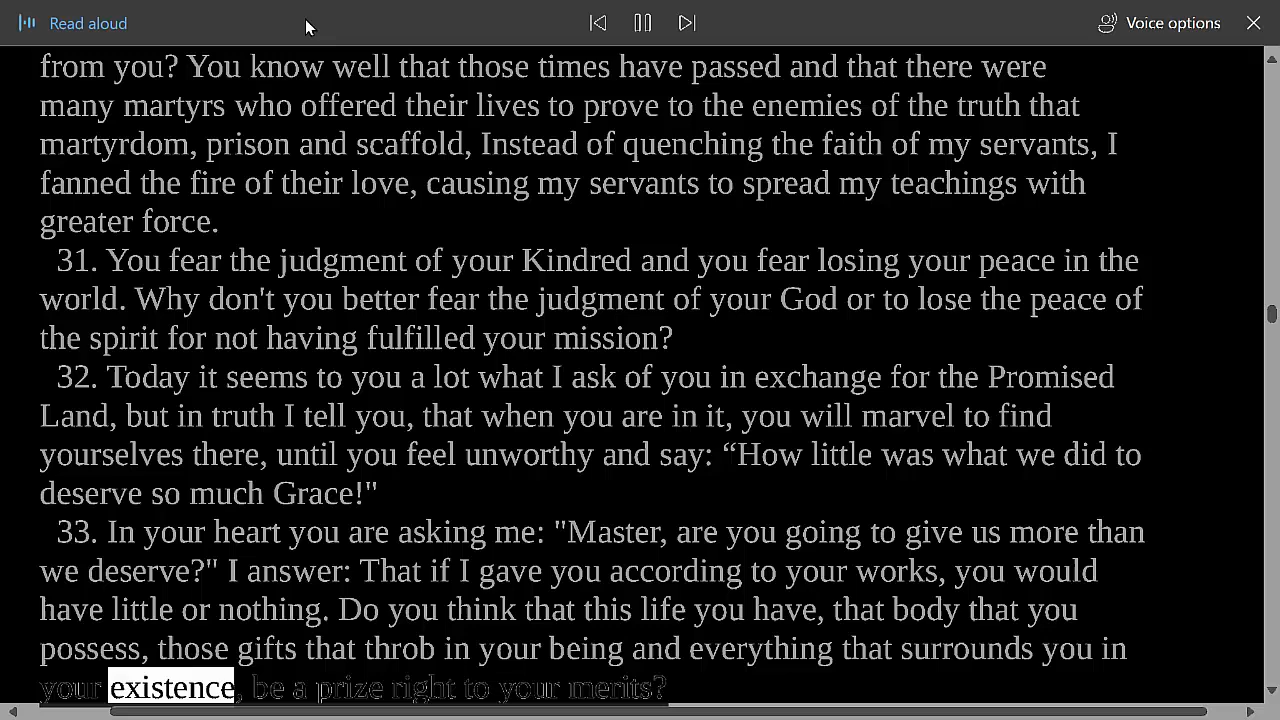 Read aloud
Voice options
from you? You know well that those times have passed and that there were
many martyrs who offered their lives to prove to the enemies of the truth that
martyrdom, prison and scaffold, Instead of quenching the faith of my servants, I
fanned the fire of their love, causing my servants to spread my teachings with
greater force.
31. You fear the judgment of your Kindred and you fear losing your peace in the
world. Why don't you better fear the judgment of your God or to lose the peace of
the spirit for not having fulfilled your mission?
32. Today it seems to you a lot what I ask of you in exchange for the Promised
Land, but in truth I tell you, that when you are in it, you will marvel to find
yourselves there, until you feel unworthy and say: “How little was what we did to
deserve so much Grace!"
33. In your heart you are asking me: "Master, are you going to give us more than
we deserve?" I answer: That if I gave you according to your works, you would
have little or nothing. Do you think that this life you have, that body that you
possess, those gifts that throb in your being and everything that surrounds you in
your existence, be a prize right to your merits?